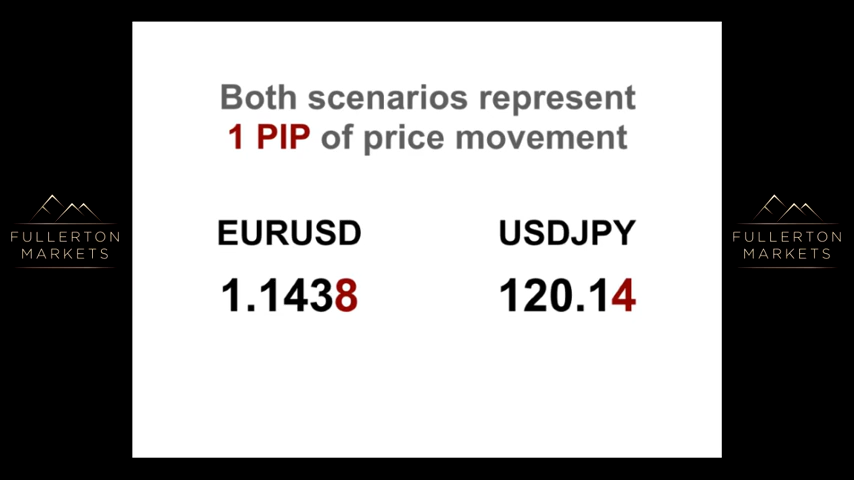 Both scenarios represent
1 PIP of price movement
EURUSD
USDJPY
1.1438
120.14
FULLERTON
MARKETS
FULLERTON
MARKETS